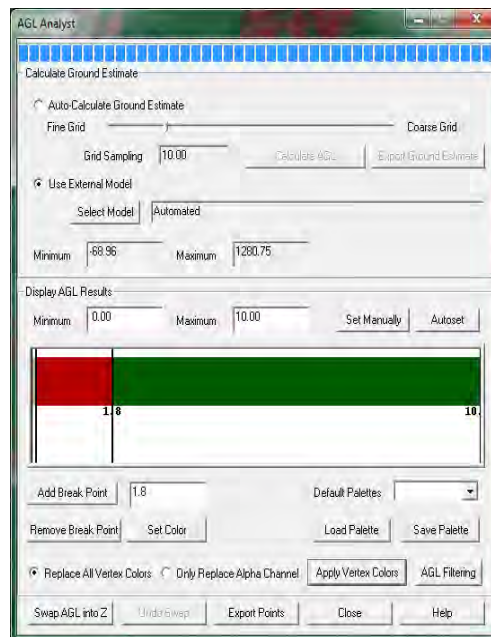 AGL Analyst
Calculate Ground Estimate
Auto-Calculate Ground Estimate
Fine Grid Coarse Grid
Grid Sampling 10.00 Calculate AGL Export Ground Estimate
Use External Model
Select Model Automated
Minimum -68.96 Maximum 1280.75
Display AGL Results
Minimum 0.00 Maximum 10.00 Set Manually Autoset
1.8 10.
Add Break Point 1.8 Default Palettes
Remove Break Point Set Color Load Palette Save Palette
Replace All Vertex Colors Only Replace Alpha Channel Apply Vertex Colors AGL Filtering
Swap AGL into Z Undo Swap Export Points Close Help